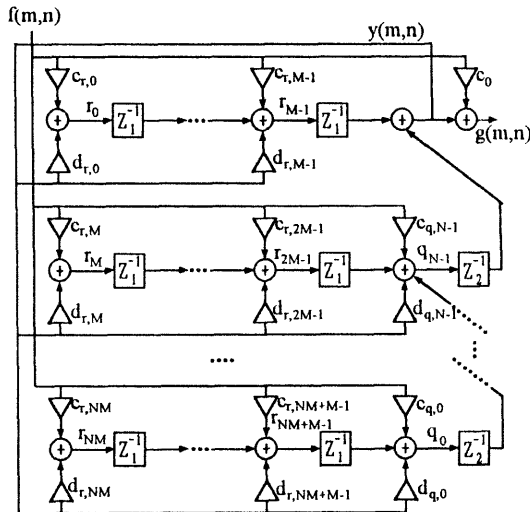 f(m,n)
y(m,n)
c_{r,0} c_{r,M-1} c_0
r_0 Z_1^{-1} r_{M-1} Z_1^{-1}
g(m,n)
d_{r,0} d_{r,M-1}
c_{r,M} c_{r,2M-1} c_{q,N-1}
r_M Z_1^{-1} r_{2M-1} Z_1^{-1} q_{N-1} Z_2^{-1}
d_{r,M} d_{r,2M-1} d_{q,N-1}
c_{r,NM} c_{r,NM+M-1} c_{q,0}
r_{NM+M-1}
r_{NM} Z_1^{-1} Z_1^{-1} q_0 Z_2^{-1}
d_{r,NM} d_{r,NM+M-1} d_{q,0}